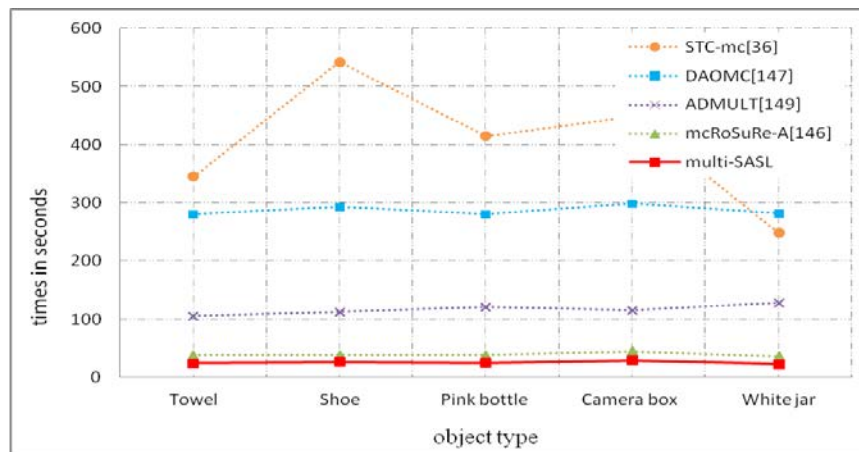 600
500
400
300
200
100
0
times in seconds
STC-mc[36]
DAOMC[147]
ADMULT[149]
mcRoSuRe-A[146]
multi-SASL
Towel
Shoe
Pink bottle
Camera box
White jar
object type